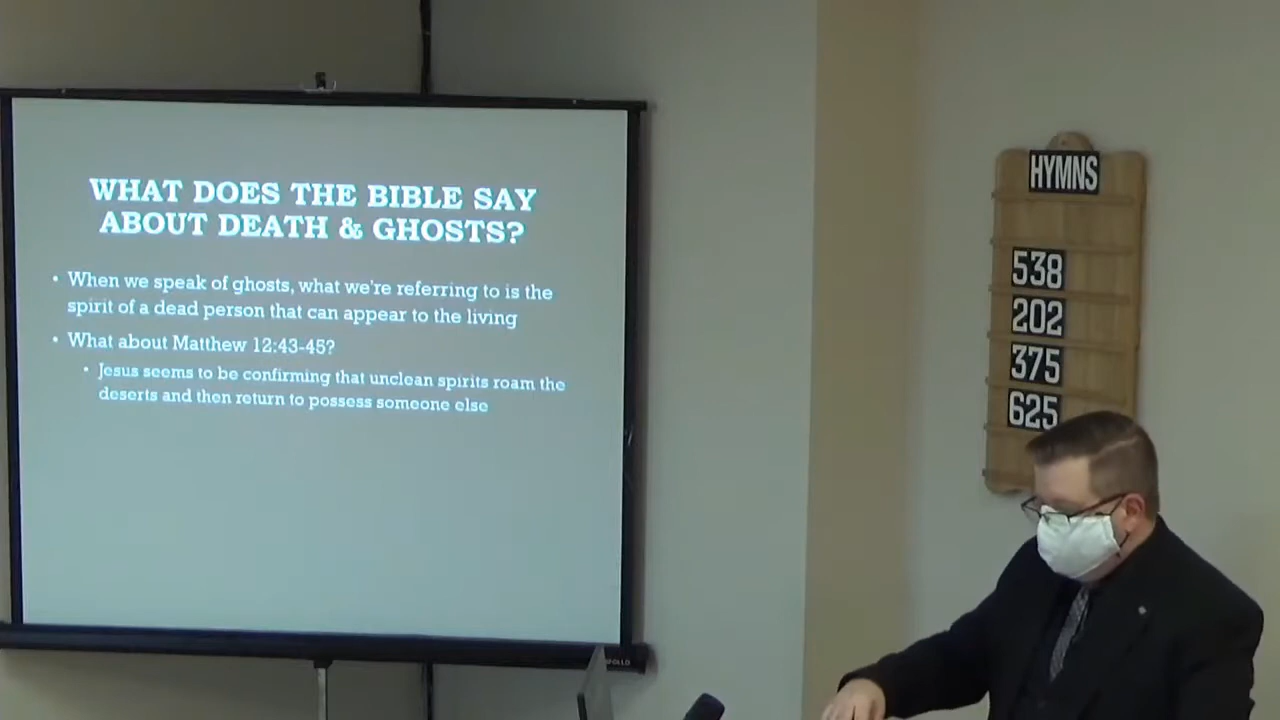 WHAT DOES THE BIBLE SAY
ABOUT DEATH & GHOSTS?
• When we speak of ghosts, what we're referring to is the
spirit of a dead person that can appear to the living
• What about Matthew 12:43-45?
• Jesus seems to be confirming that unclean spirits roam the
deserts and then return to possess someone else
HYMNS
538
202
375
625